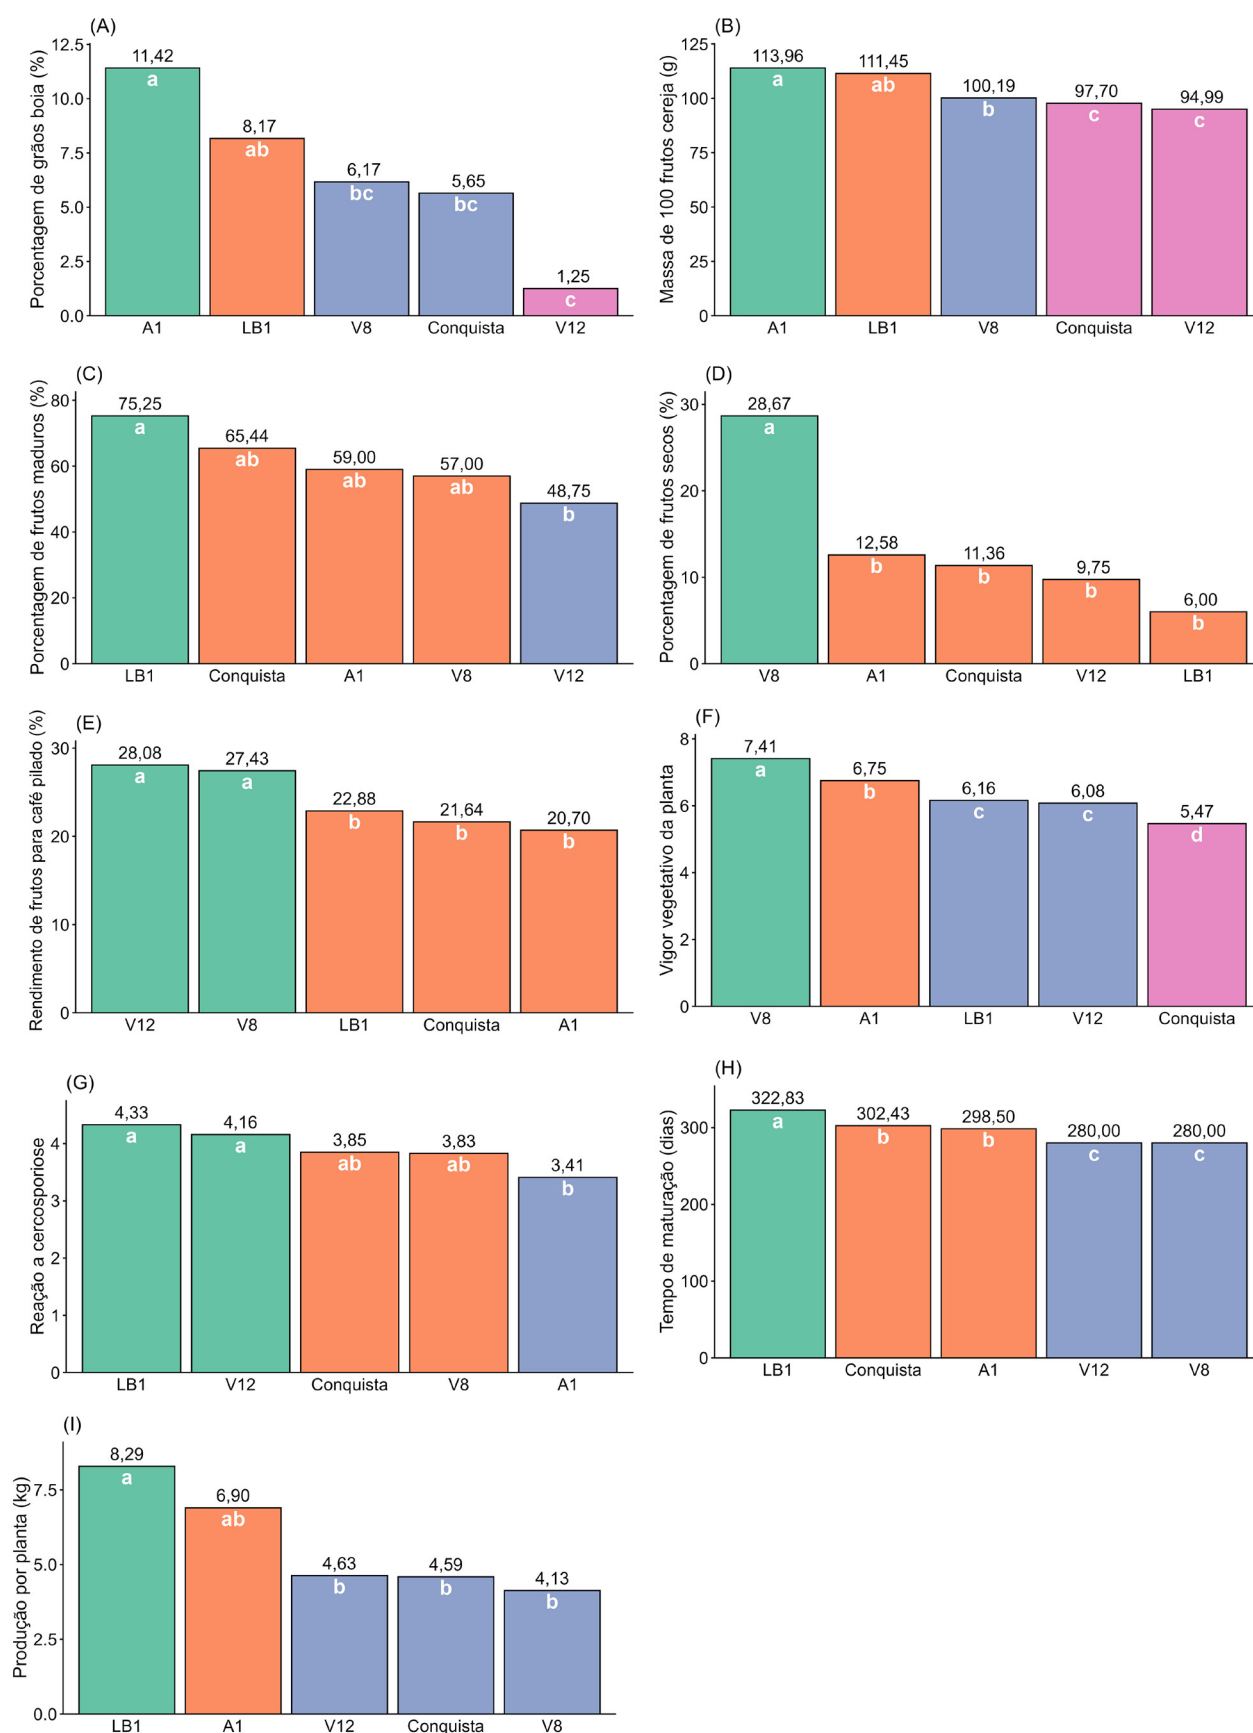 (A)
Porcentagem de grãos boia (%)
12.5
10.0
7.5
5.0
2.5
0.0
11,42
a
8,17
ab
6,17
bc
5,65
bc
1,25
c
A1 LB1 V8 Conquista V12
(B)
Massa de 100 frutos cereja (g)
125
100
75
50
25
0
113,96
a
111,45
ab
100,19
b
97,70
c
94,99
c
A1 LB1 V8 Conquista V12
(C)
Porcentagem de frutos maduros (%)
80
60
40
20
0
75,25
a
65,44
ab
59,00
ab
57,00
ab
48,75
b
LB1 Conquista A1 V8 V12
(D)
Porcentagem de frutos secos (%)
30
20
10
0
28,67
a
12,58
b
11,36
b
9,75
b
6,00
b
V8 A1 Conquista V12 LB1
(E)
Rendimento de frutos para café pilado (%)
30
20
10
0
28,08
a
27,43
a
22,88
b
21,64
b
20,70
b
V12 V8 LB1 Conquista A1
(F)
Vigor vegetativo da planta
8
6
4
2
0
7,41
a
6,75
b
6,16
c
6,08
c
5,47
d
V8 A1 LB1 V12 Conquista
(G)
Reação a cercosporiose
4
3
2
1
0
4,33
a
4,16
a
3,85
ab
3,83
ab
3,41
b
LB1 V12 Conquista V8 A1
(H)
Tempo de maturação (dias)
300
200
100
0
322,83
a
302,43
b
298,50
b
280,00
c
280,00
c
LB1 Conquista A1 V12 V8
(I)
Produção por planta (kg)
7.5
5.0
2.5
0.0
8,29
a
6,90
ab
4,63
b
4,59
b
4,13
b
LB1 A1 V12 Conquista V8